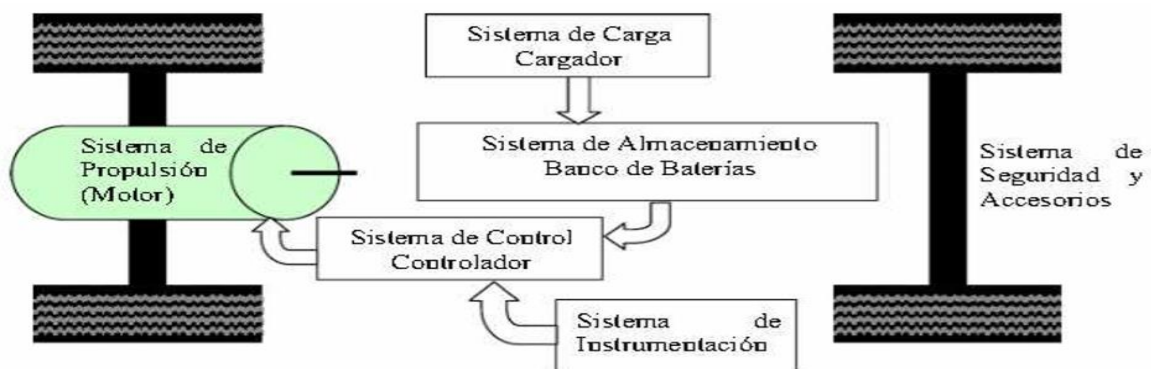 Sistema de Carga
Cargador
Sistema de
Propulsión
(Motor)
Sistema de Almacenamiento
Banco de Baterías
Sistema de
Seguridad y
Accesorios
Sistema de Control
Controlador
Sistema de
Instrumentación